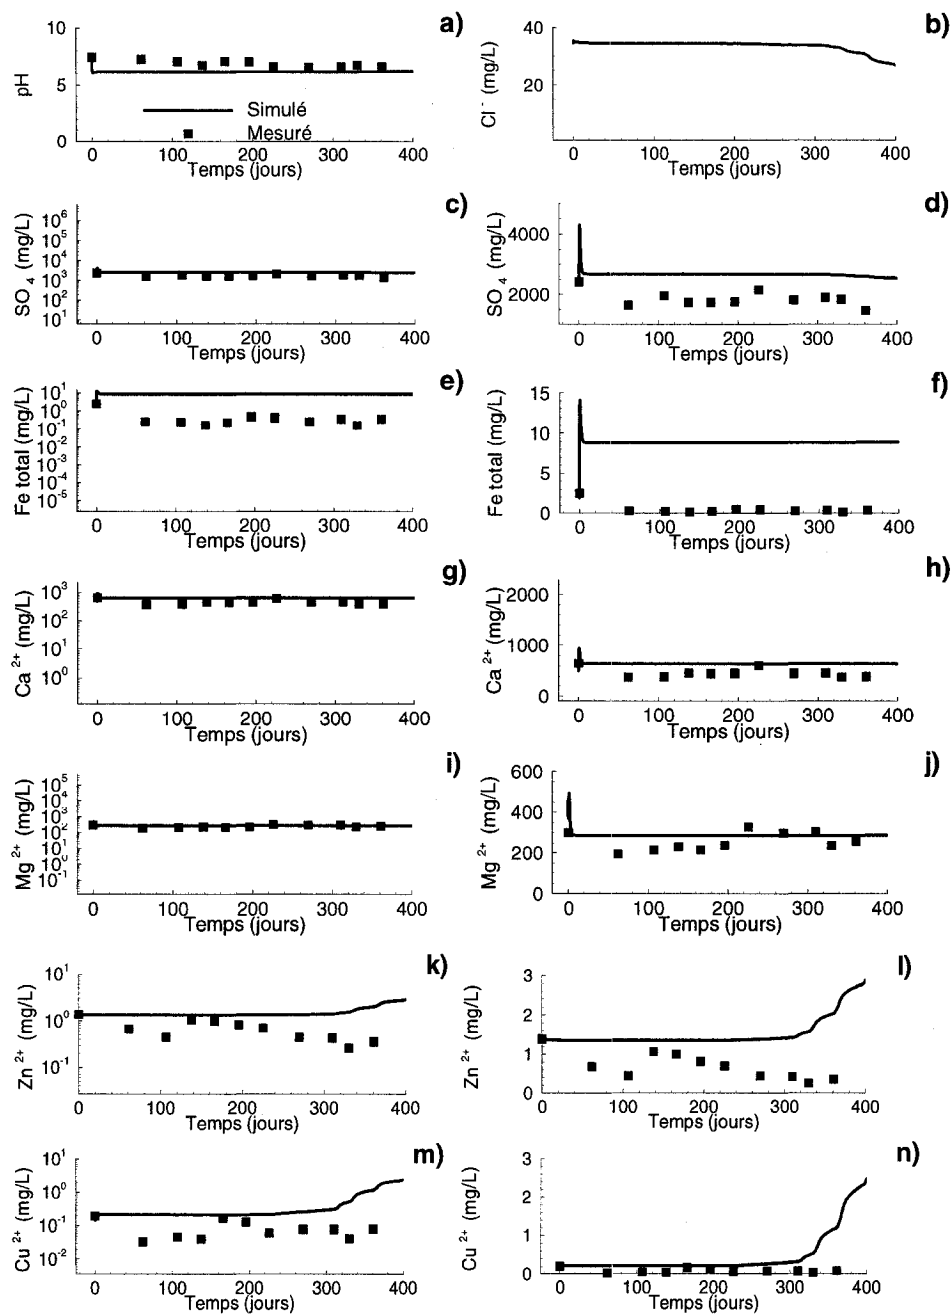 a)
10
5
0
pH
Simulé
Mesuré
0 100 200 300 400
Temps (jours)
b)
40
20
Cl⁻ (mg/L)
0 100 200 300 400
Temps (jours)
c)
10⁶
10⁵
10⁴
10³
10²
10¹
SO₄ (mg/L)
0 100 200 300 400
Temps (jours)
d)
4000
2000
SO₄ (mg/L)
0 100 200 300 400
Temps (jours)
e)
10¹
10⁰
10⁻¹
10⁻²
10⁻³
10⁻⁴
10⁻⁵
Fe total (mg/L)
0 100 200 300 400
Temps (jours)
f)
15
10
5
0
Fe total (mg/L)
0 100 200 300 400
Temps (jours)
g)
10³
10²
10¹
10⁰
Ca²⁺ (mg/L)
0 100 200 300 400
Temps (jours)
h)
2000
1000
0
Ca²⁺ (mg/L)
0 100 200 300 400
Temps (jours)
i)
10⁵
10⁴
10³
10²
10¹
10⁰
10⁻¹
Mg²⁺ (mg/L)
0 100 200 300 400
Temps (jours)
j)
600
400
200
0
Mg²⁺ (mg/L)
0 100 200 300 400
Temps (jours)
k)
10¹
10⁰
10⁻¹
Zn²⁺ (mg/L)
0 100 200 300 400
Temps (jours)
l)
3
2
1
0
Zn²⁺ (mg/L)
0 100 200 300 400
Temps (jours)
m)
10¹
10⁰
10⁻¹
10⁻²
Cu²⁺ (mg/L)
0 100 200 300 400
Temps (jours)
n)
3
2
1
0
Cu²⁺ (mg/L)
0 100 200 300 400
Temps (jours)